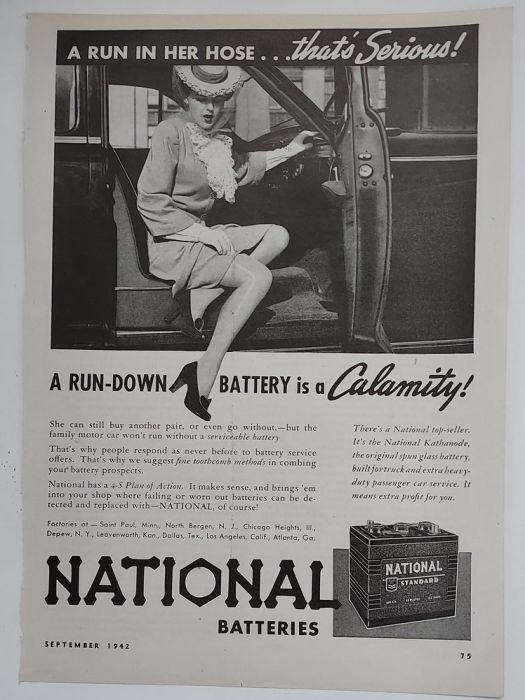 A RUN IN HER HOSE...that's Serious!
A RUN-DOWN BATTERY is a Calamity!
She can still buy another pair, or even go without,—but the
family motor car won't run without a serviceable battery
That's why people respond as never before to battery service
offers. That's why we suggest fine toothcomb methods in combing
your battery prospects.
National has a 4-S Plan of Action. It makes sense, and brings 'em
into your shop where failing or worn out batteries can be de-
tected and replaced with—NATIONAL, of course!
Factories at — Saint Paul, Minn., North Bergen, N. J., Chicago Heights, Ill.,
Depew, N. Y., Leavenworth, Kan., Dallas, Tex., Los Angeles, Calif., Atlanta, Ga.
There's a National top-seller.
It's the National Kathanode,
the original spun glass battery,
built for truck and extra heavy-
duty passenger car service. It
means extra profit for you.
NATIONAL
STANDARD
NATIONAL
BATTERIES
SEPTEMBER 1942
75